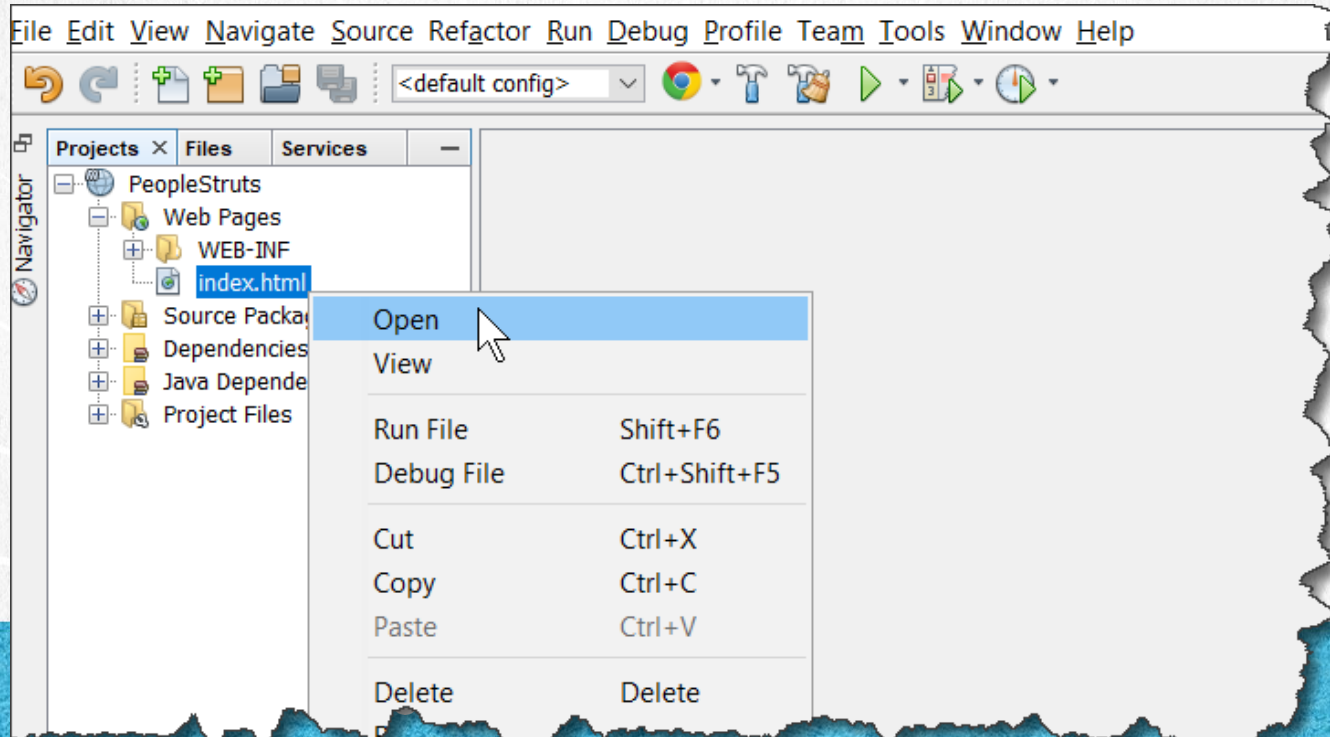 File Edit View Navigate Source Refactor Run Debug Profile Team Tools Window Help
<default config>
Projects Files Services
Navigator
PeopleStruts
Web Pages
WEB-INF
index.html
Source Packa
Dependencies
Java Depende
Project Files
Open
View
Run File Shift+F6
Debug File Ctrl+Shift+F5
Cut Ctrl+X
Copy Ctrl+C
Paste Ctrl+V
Delete Delete